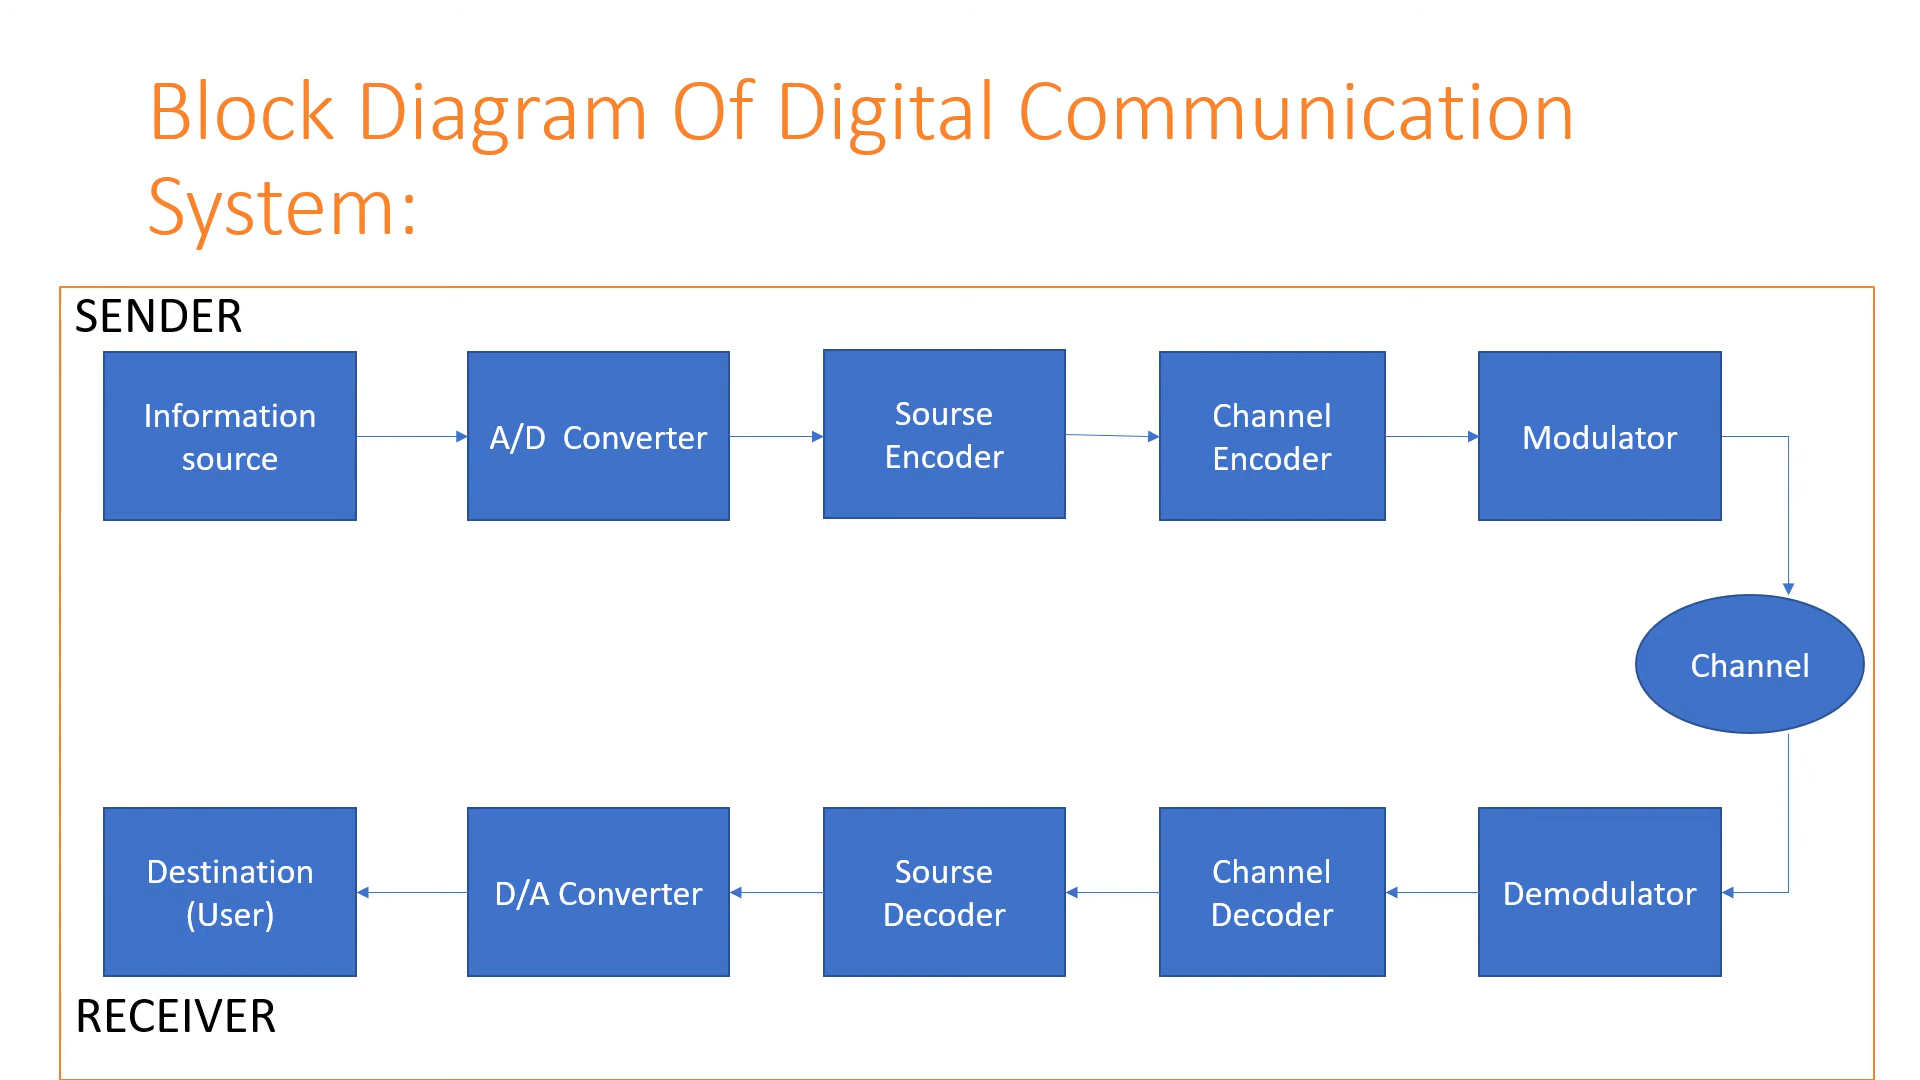 Block Diagram Of Digital Communication
System:
SENDER
Information
source
A/D  Converter
Sourse
Encoder
Channel
Encoder
Modulator
Channel
Destination
(User)
D/A Converter
Sourse
Decoder
Channel
Decoder
Demodulator
RECEIVER